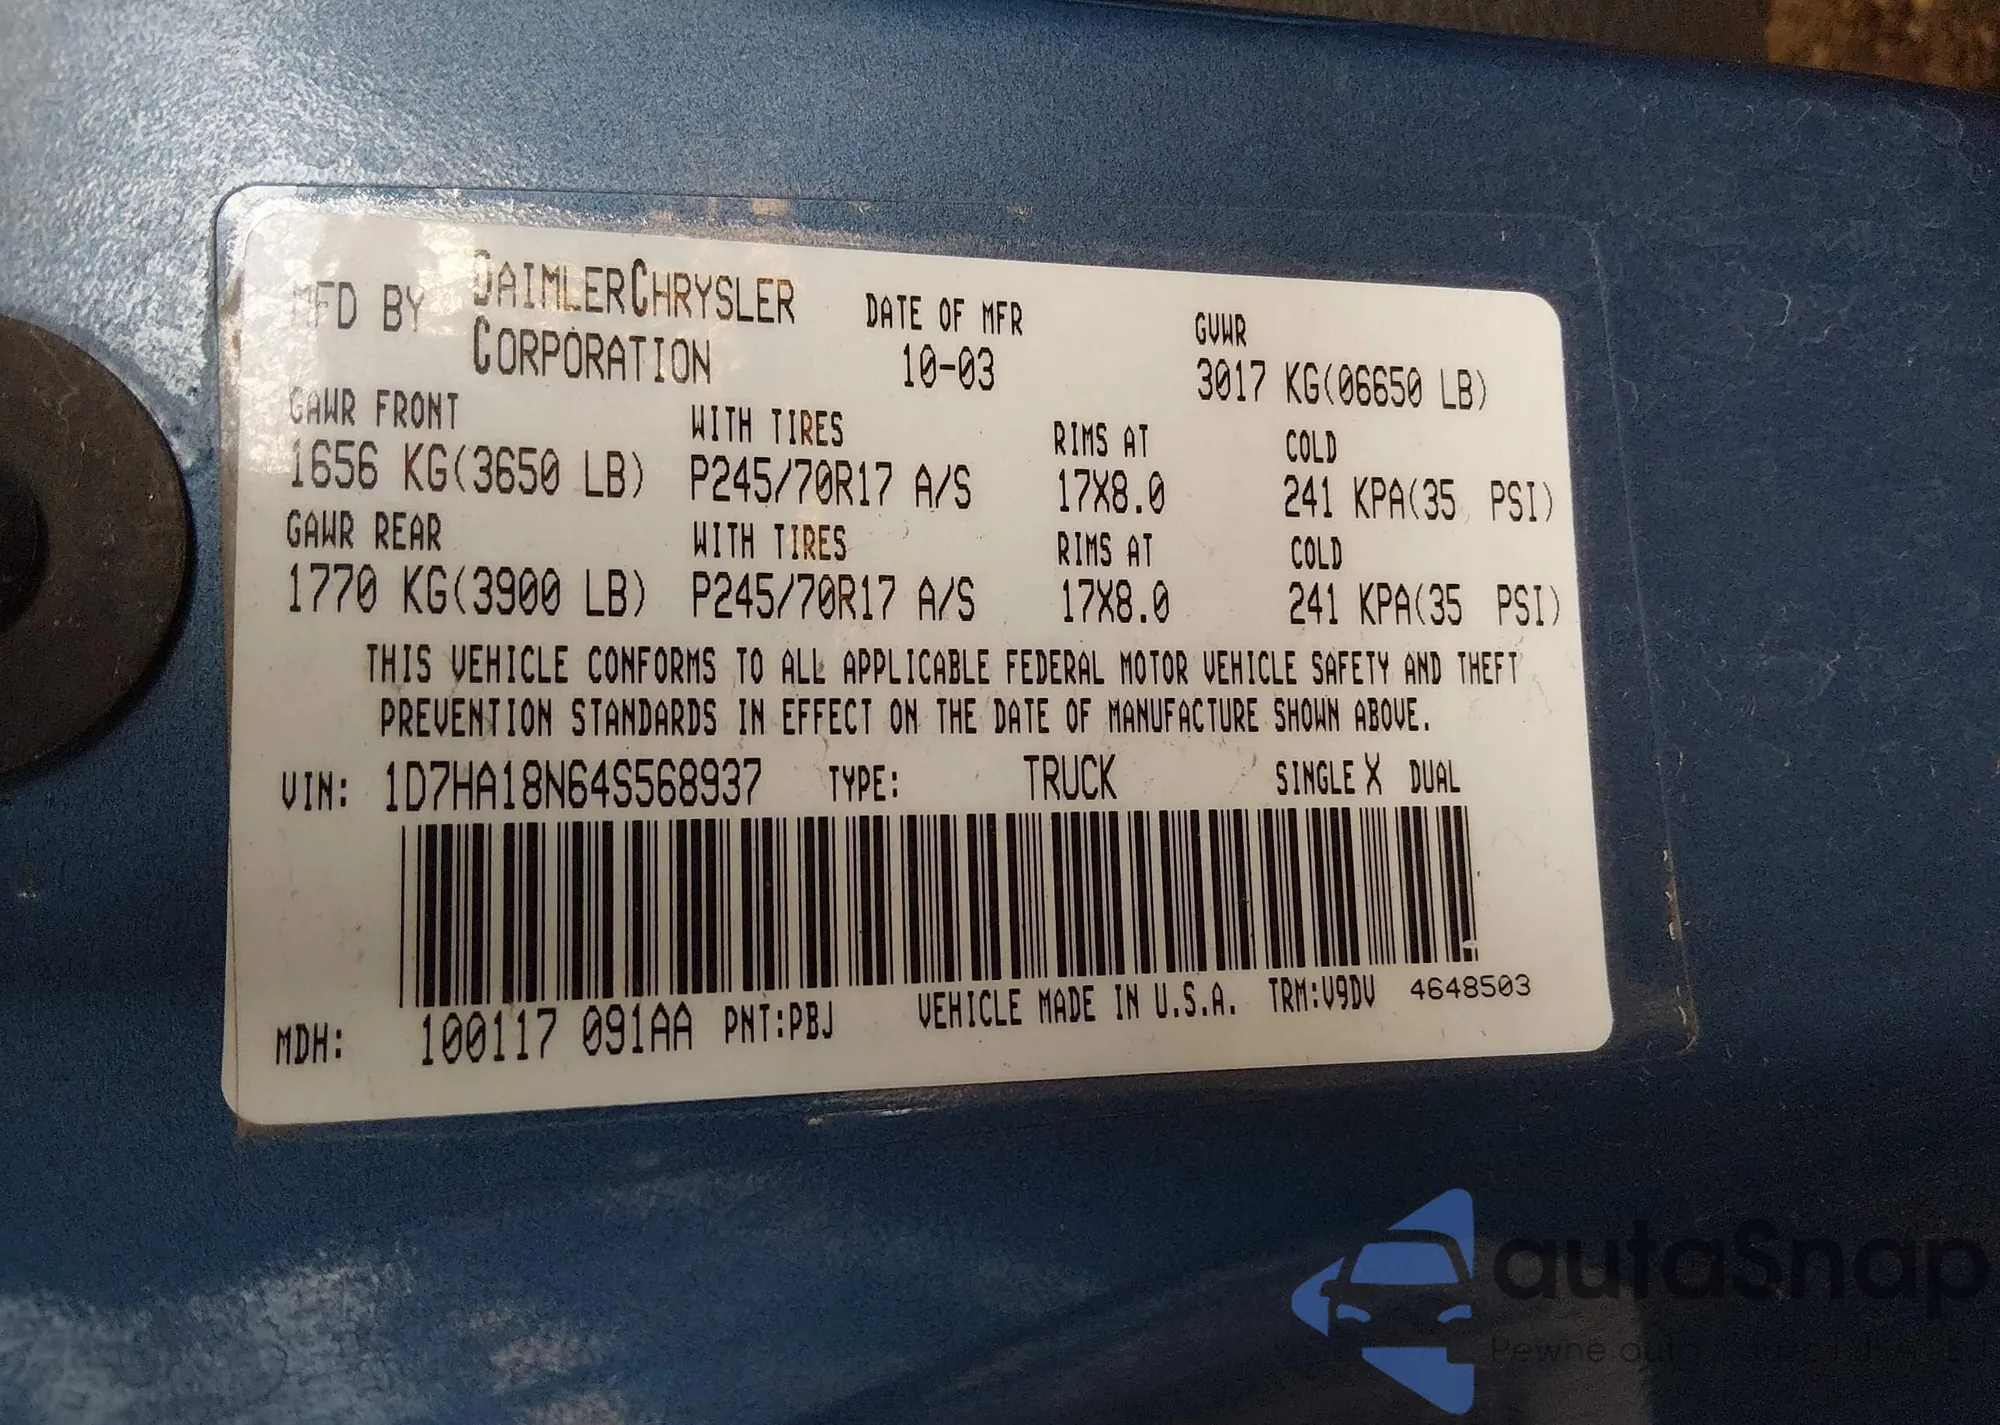 MFD BY DAIMLERCHRYSLER CORPORATION
DATE OF MFR 10-03
GVWR 3017 KG(06650 LB)
GAWR FRONT WITH TIRES RIMS AT COLD
1656 KG(3650 LB) P245/70R17 A/S 17X8.0 241 KPA(35 PSI)
GAWR REAR WITH TIRES RIMS AT COLD
1770 KG(3900 LB) P245/70R17 A/S 17X8.0 241 KPA(35 PSI)
THIS VEHICLE CONFORMS TO ALL APPLICABLE FEDERAL MOTOR VEHICLE SAFETY AND THEFT
PREVENTION STANDARDS IN EFFECT ON THE DATE OF MANUFACTURE SHOWN ABOVE.
VIN: 1D7HA18N64S568937 TYPE: TRUCK SINGLE X DUAL
MDH: 100117 091AA PNT:PBJ VEHICLE MADE IN U.S.A. TRM:V9DV 4648503
autaSnap
Pewne auto